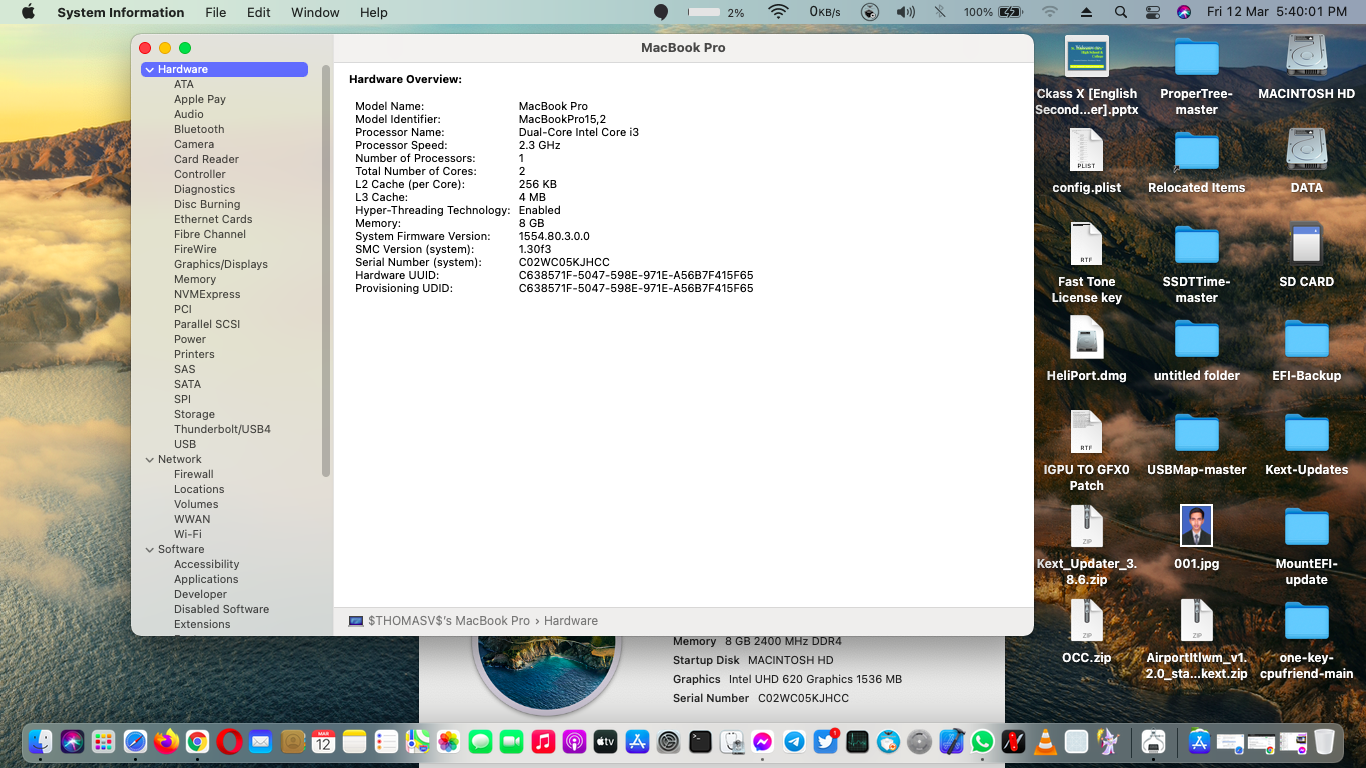 System Information File Edit Window Help 2% 0KB/s 100% Fri 12 Mar 5:40:01 PM
MacBook Pro
Hardware
ATA
Apple Pay
Audio
Bluetooth
Camera
Card Reader
Controller
Diagnostics
Disc Burning
Ethernet Cards
Fibre Channel
FireWire
Graphics/Displays
Memory
NVMExpress
PCI
Parallel SCSI
Power
Printers
SAS
SATA
SPI
Storage
Thunderbolt/USB4
USB
Network
Firewall
Locations
Volumes
WWAN
Wi-Fi
Software
Accessibility
Applications
Developer
Disabled Software
Extensions
Hardware Overview:
Model Name: MacBook Pro
Model Identifier: MacBookPro15,2
Processor Name: Dual-Core Intel Core i3
Processor Speed: 2.3 GHz
Number of Processors: 1
Total Number of Cores: 2
L2 Cache (per Core): 256 KB
L3 Cache: 4 MB
Hyper-Threading Technology: Enabled
Memory: 8 GB
System Firmware Version: 1554.80.3.0.0
SMC Version (system): 1.30f3
Serial Number (system): C02WC05KJHCC
Hardware UUID: C638571F-5047-598E-971E-A56B7F415F65
Provisioning UDID: C638571F-5047-598E-971E-A56B7F415F65
$THOMASV$'s MacBook Pro › Hardware
Memory 8 GB 2400 MHz DDR4
Startup Disk MACINTOSH HD
Graphics Intel UHD 620 Graphics 1536 MB
Serial Number C02WC05KJHCC
Ckass X [English
Second...er].pptx
ProperTree-
master
MACINTOSH HD
PLIST
config.plist
Relocated Items
DATA
RTF
Fast Tone
License key
SSDTTime-
master
SD CARD
HeliPort.dmg
untitled folder
EFI-Backup
RTF
IGPU TO GFX0
Patch
USBMap-master
Kext-Updates
ZIP
Kext_Updater_3.
8.6.zip
001.jpg
MountEFI-
update
ZIP
OCC.zip
ZIP
AirportItlwm_v1.
2.0_sta...kext.zip
one-key-
cpufriend-main
MAR
12
tv
1